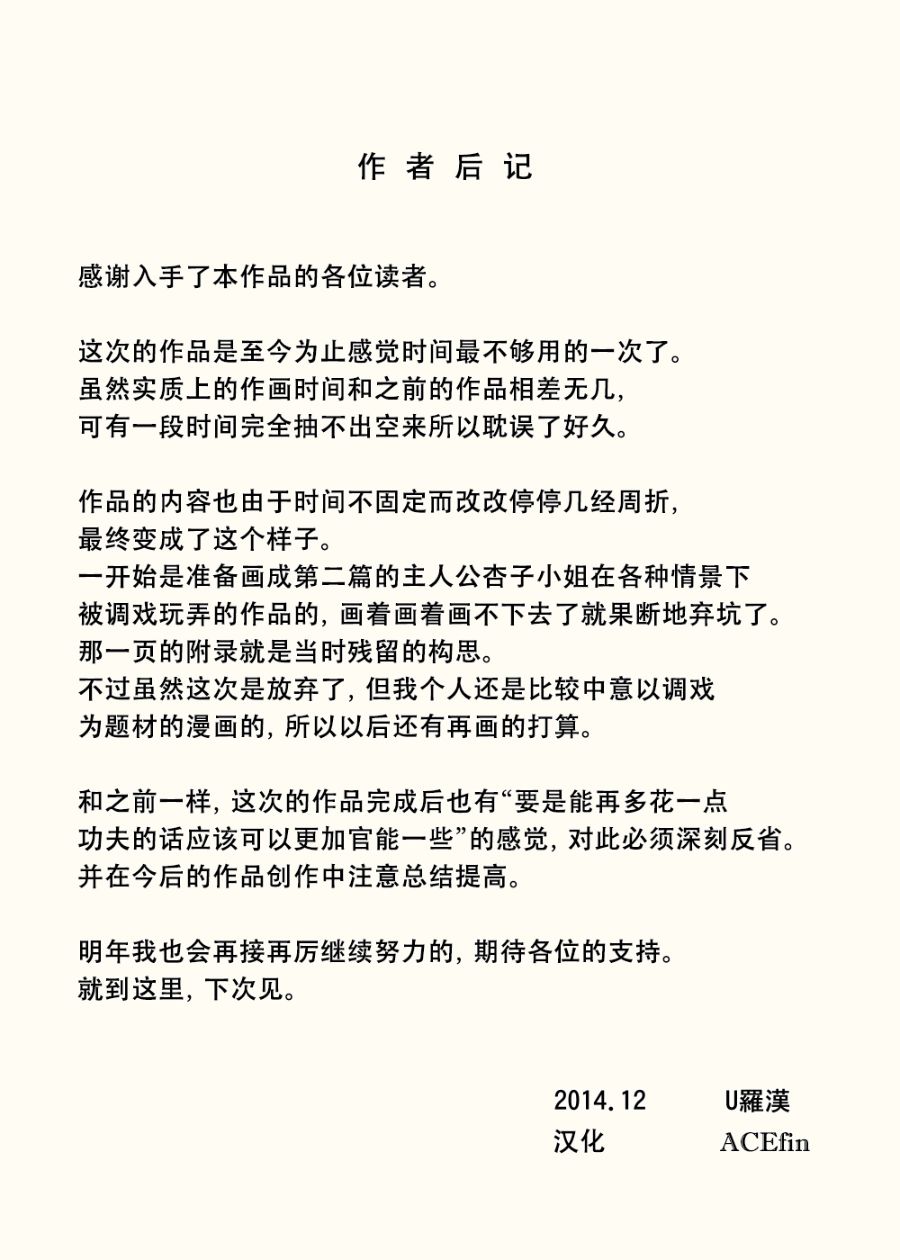 作者后记
感谢入手了本作品的各位读者。
这次的作品是至今为止感觉时间最不够用的一次了。
虽然实质上的作画时间和之前的作品相差无几,
可有一段时间完全抽不出空来所以耽误了好久。
作品的内容也由于时间不固定而改改停停几经周折,
最终变成了这个样子。
一开始是准备画成第二篇的主人公杏子小姐在各种情景下
被调戏玩弄的作品的, 画着画着画不下去了就果断地弃坑了。
那一页的附录就是当时残留的构思。
不过虽然这次是放弃了, 但我个人还是比较中意以调戏
为题材的漫画的, 所以以后还有再画的打算。
和之前一样, 这次的作品完成后也有“要是能再多花一点
功夫的话应该可以更加官能一些”的感觉, 对此必须深刻反省。
并在今后的作品创作中注意总结提高。
明年我也会再接再厉继续努力的, 期待各位的支持。
就到这里, 下次见。
2014.12 U羅漢
汉化 ACEfin